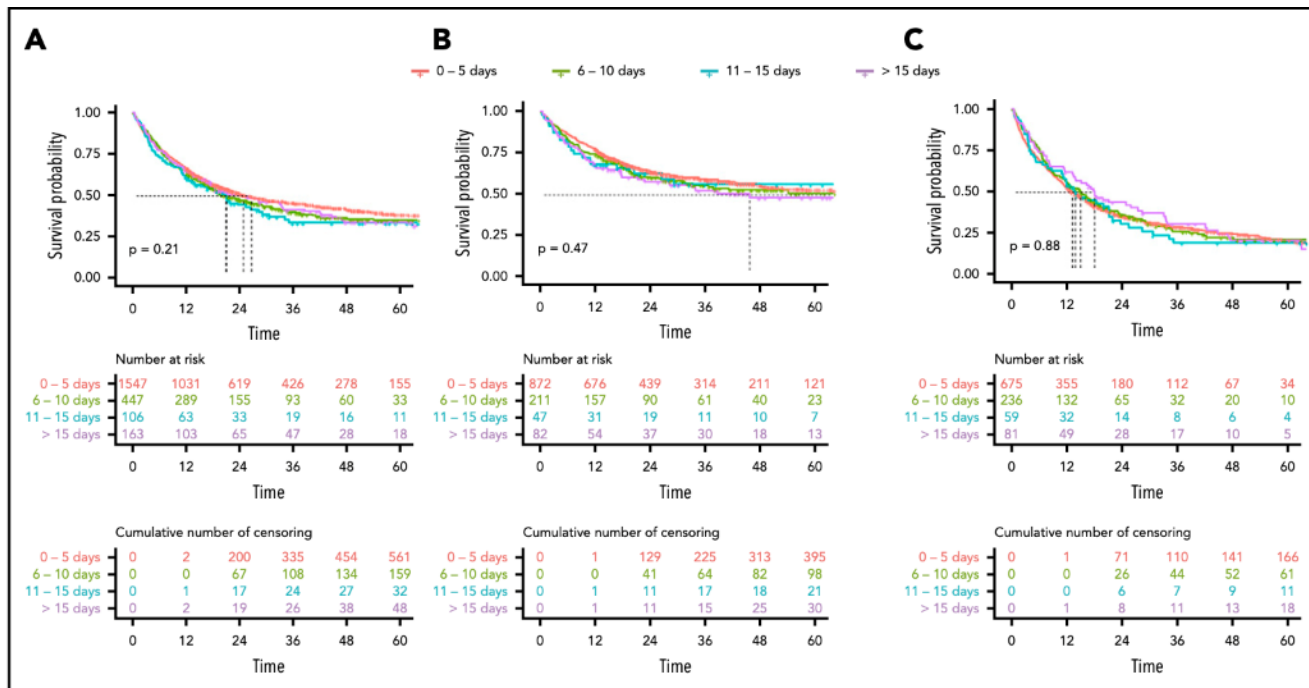 A
B
C
0 – 5 days 6 – 10 days 11 – 15 days > 15 days
Survival probability
1.00
0.75
0.50
0.25
0.00
p = 0.21
0 12 24 36 48 60
Time
Survival probability
1.00
0.75
0.50
0.25
0.00
p = 0.47
0 12 24 36 48 60
Time
Survival probability
1.00
0.75
0.50
0.25
0.00
p = 0.88
0 12 24 36 48 60
Time
Number at risk
0 – 5 days 1547 1031 619 426 278 155
6 – 10 days 447 289 155 93 60 33
11 – 15 days 106 63 33 19 16 11
> 15 days 163 103 65 47 28 18
0 12 24 36 48 60
Time
Number at risk
0 – 5 days 872 676 439 314 211 121
6 – 10 days 211 157 90 61 40 23
11 – 15 days 47 31 19 11 10 7
> 15 days 82 54 37 30 18 13
0 12 24 36 48 60
Time
Number at risk
0 – 5 days 675 355 180 112 67 34
6 – 10 days 236 132 65 32 20 10
11 – 15 days 59 32 14 8 6 4
> 15 days 81 49 28 17 10 5
0 12 24 36 48 60
Time
Cumulative number of censoring
0 – 5 days 0 2 200 335 454 561
6 – 10 days 0 0 67 108 134 159
11 – 15 days 0 1 17 24 27 32
> 15 days 0 2 19 26 38 48
0 12 24 36 48 60
Time
Cumulative number of censoring
0 – 5 days 0 1 129 225 313 395
6 – 10 days 0 0 41 64 82 98
11 – 15 days 0 1 11 17 18 21
> 15 days 0 1 11 15 25 30
0 12 24 36 48 60
Time
Cumulative number of censoring
0 – 5 days 0 1 71 110 141 166
6 – 10 days 0 0 26 44 52 61
11 – 15 days 0 0 6 7 9 11
> 15 days 0 1 8 11 13 18
0 12 24 36 48 60
Time